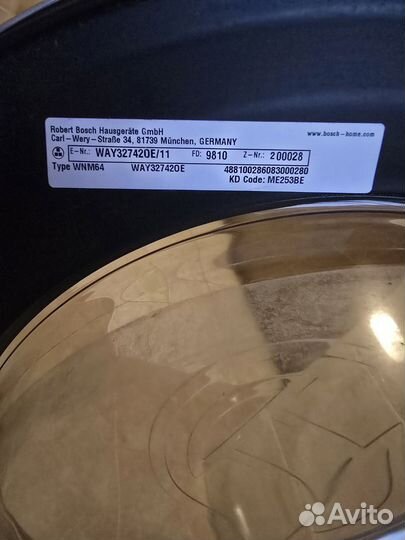 Robert Bosch Hausgeräte GmbH www.bosch-home.com
Carl-Wery-Straße 34, 81739 München, GERMANY
E-Nr.: WAY32742OE/11 FD: 9810 Z-Nr.: 200028
Type WNM64 WAY32742OE 488100286083000280
KD Code: ME253BE
Avito